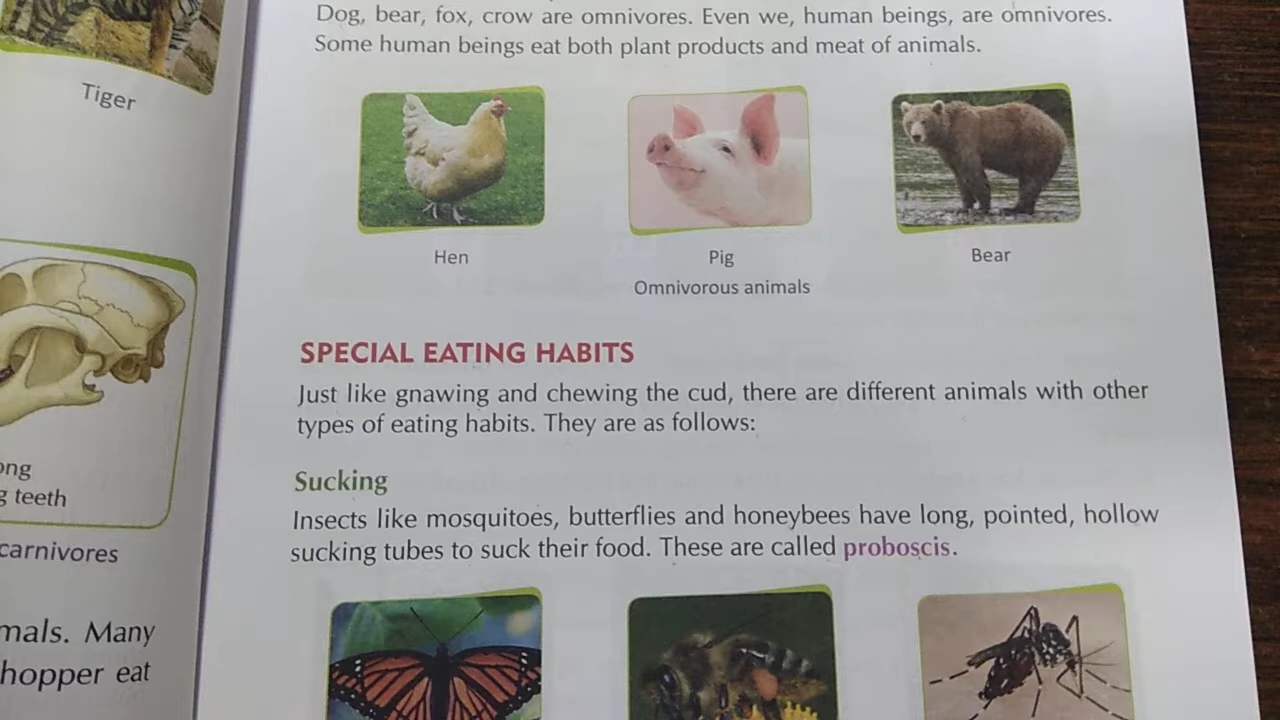 Tiger
ong
g teeth
carnivores
mals. Many
hopper eat
Dog, bear, fox, crow are omnivores. Even we, human beings, are omnivores.
Some human beings eat both plant products and meat of animals.
Hen
Pig
Bear
Omnivorous animals
SPECIAL EATING HABITS
Just like gnawing and chewing the cud, there are different animals with other
types of eating habits. They are as follows:
Sucking
Insects like mosquitoes, butterflies and honeybees have long, pointed, hollow
sucking tubes to suck their food. These are called proboscis.